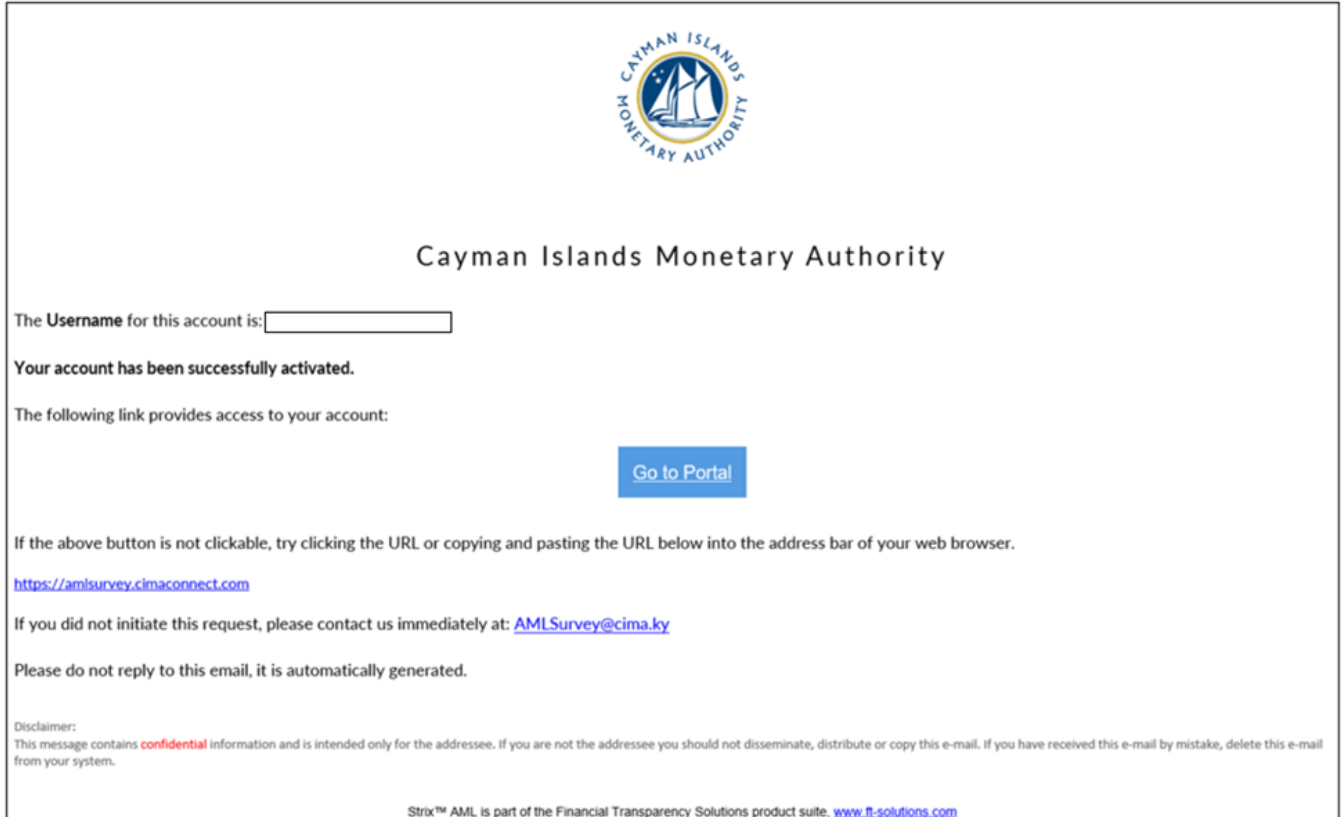 CAYMAN ISLANDS
MONETARY AUTHORITY
Cayman Islands Monetary Authority
The Username for this account is:
Your account has been successfully activated.
The following link provides access to your account:
Go to Portal
If the above button is not clickable, try clicking the URL or copying and pasting the URL below into the address bar of your web browser.
https://amlsurvey.cimaconnect.com
If you did not initiate this request, please contact us immediately at: AMLSurvey@cima.ky
Please do not reply to this email, it is automatically generated.
Disclaimer:
This message contains confidential information and is intended only for the addressee. If you are not the addressee you should not disseminate, distribute or copy this e-mail. If you have received this e-mail by mistake, delete this e-mail
from your system.
Strix™ AML is part of the Financial Transparency Solutions product suite, www.ft-solutions.com